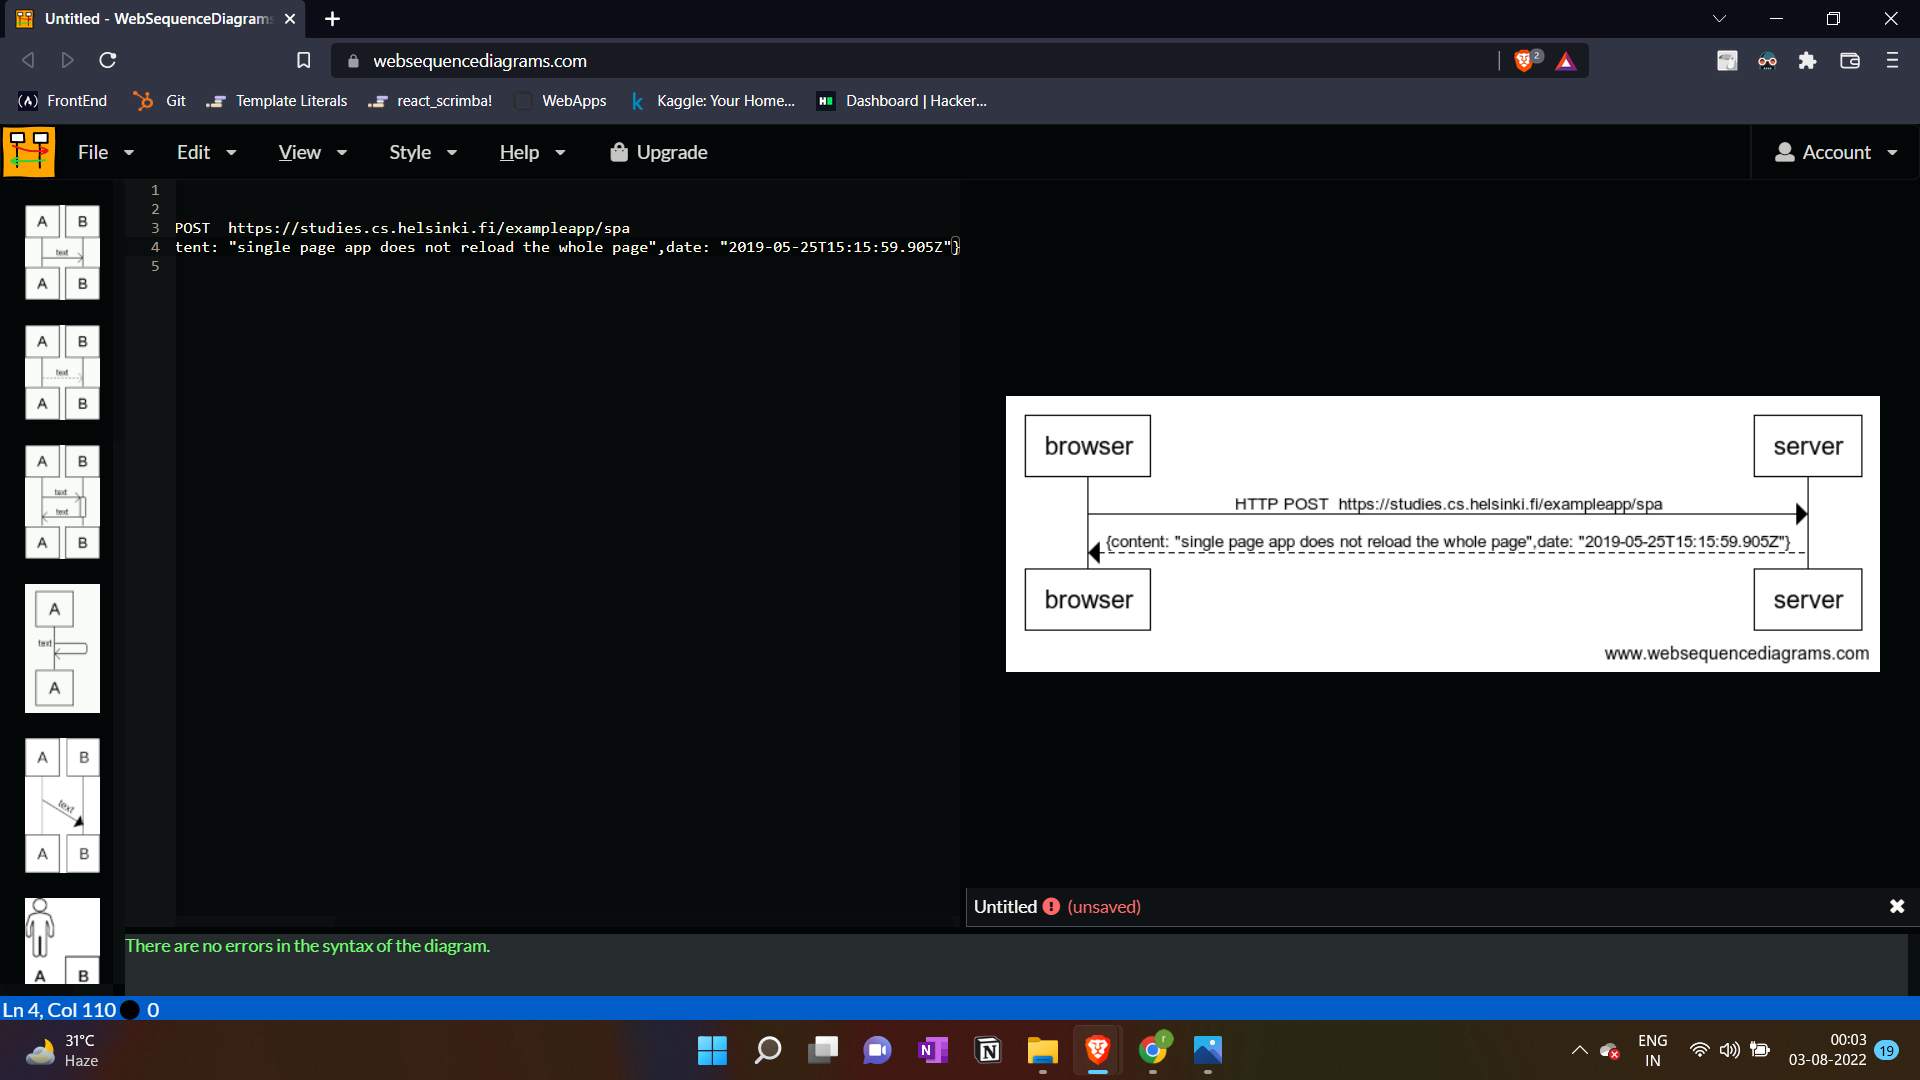 Untitled - WebSequenceDiagrams
websequencediagrams.com
2
FrontEnd
Git
Template Literals
react_scrimba!
WebApps
Kaggle: Your Home...
Dashboard | Hacker...
File
Edit
View
Style
Help
Upgrade
Account
1
2
3 POST  https://studies.cs.helsinki.fi/exampleapp/spa
4 tent: "single page app does not reload the whole page",date: "2019-05-25T15:15:59.905Z"}
5
A B
text
A B
A B
text
A B
A B
text
text
A B
A
text
A
A B
text
A B
A B
browser server
HTTP POST  https://studies.cs.helsinki.fi/exampleapp/spa
{content: "single page app does not reload the whole page",date: "2019-05-25T15:15:59.905Z"}
browser server
www.websequencediagrams.com
Untitled ! (unsaved)
There are no errors in the syntax of the diagram.
Ln 4, Col 110 0
31°C
Haze
ENG
IN
00:03
03-08-2022
19